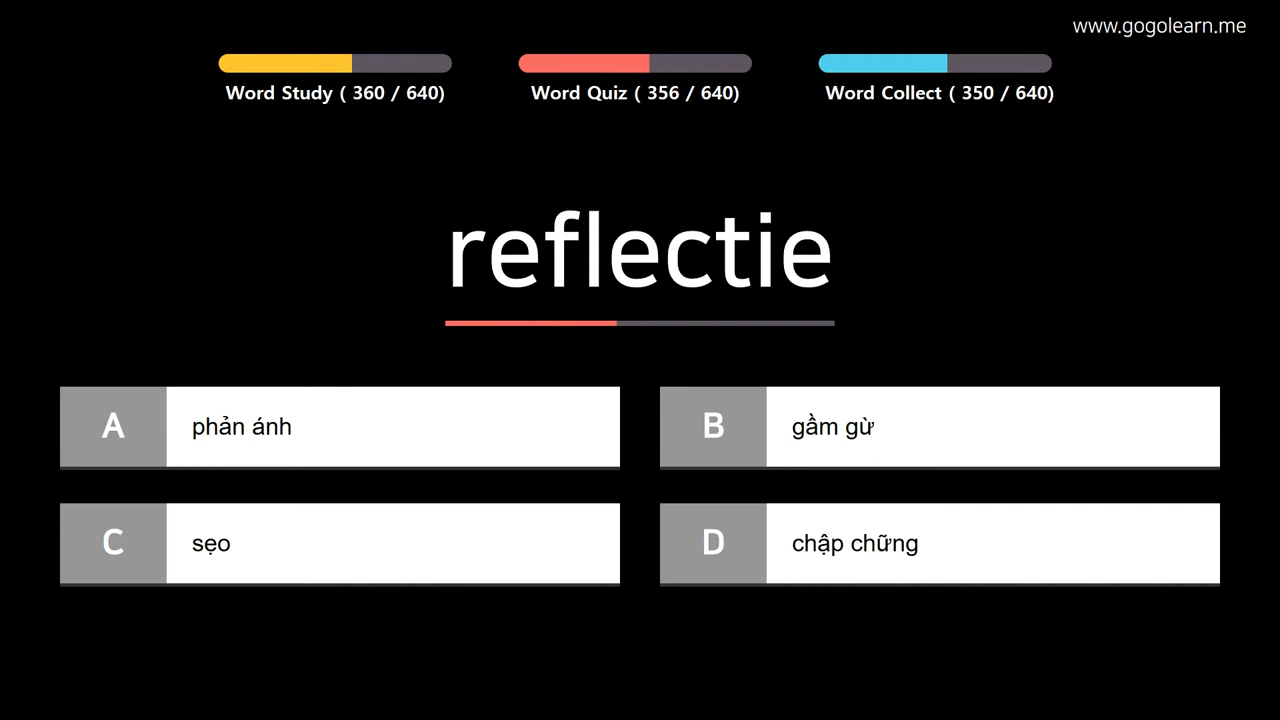 www.gogolearn.me
Word Study ( 360 / 640)
Word Quiz ( 356 / 640)
Word Collect ( 350 / 640)
reflectie
A phản ánh
B gầm gừ
C sẹo
D chập chững